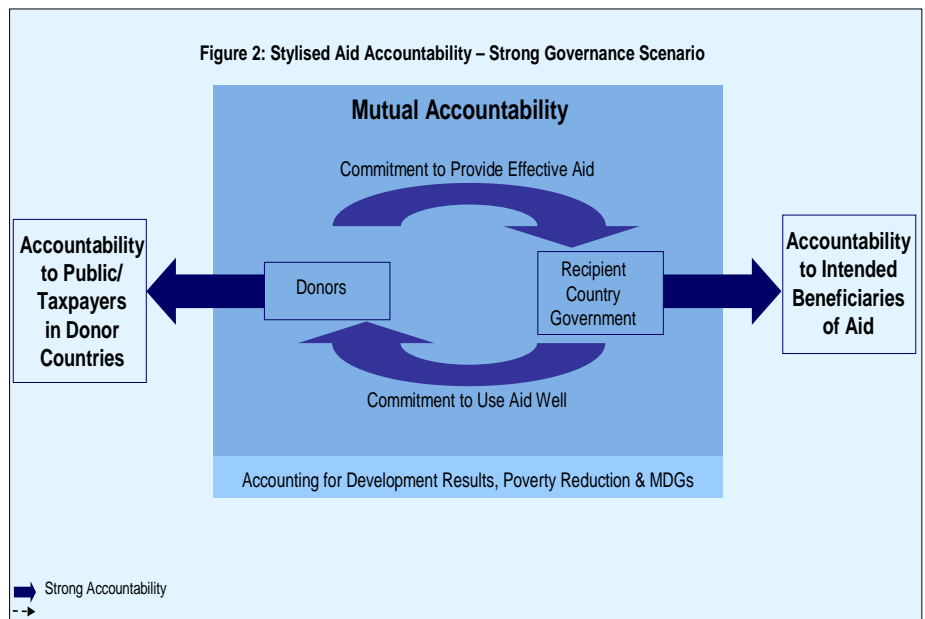 Figure 2: Stylised Aid Accountability – Strong Governance Scenario
Mutual Accountability
Commitment to Provide Effective Aid
Accountability
to Public/
Taxpayers
in Donor
Countries
Donors
Recipient
Country
Government
Accountability
to Intended
Beneficiaries
of Aid
Commitment to Use Aid Well
Accounting for Development Results, Poverty Reduction & MDGs
Strong Accountability